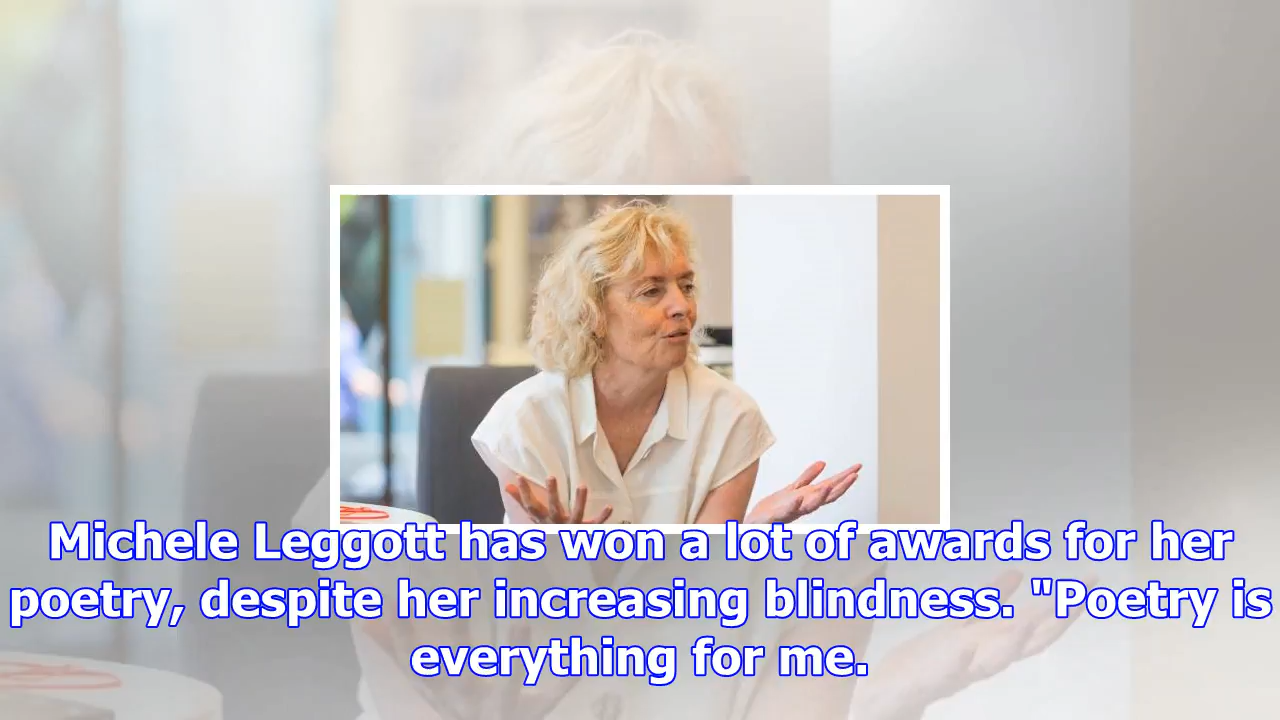 Michele Leggott has won a lot of awards for her
poetry, despite her increasing blindness. "Poetry is
everything for me.